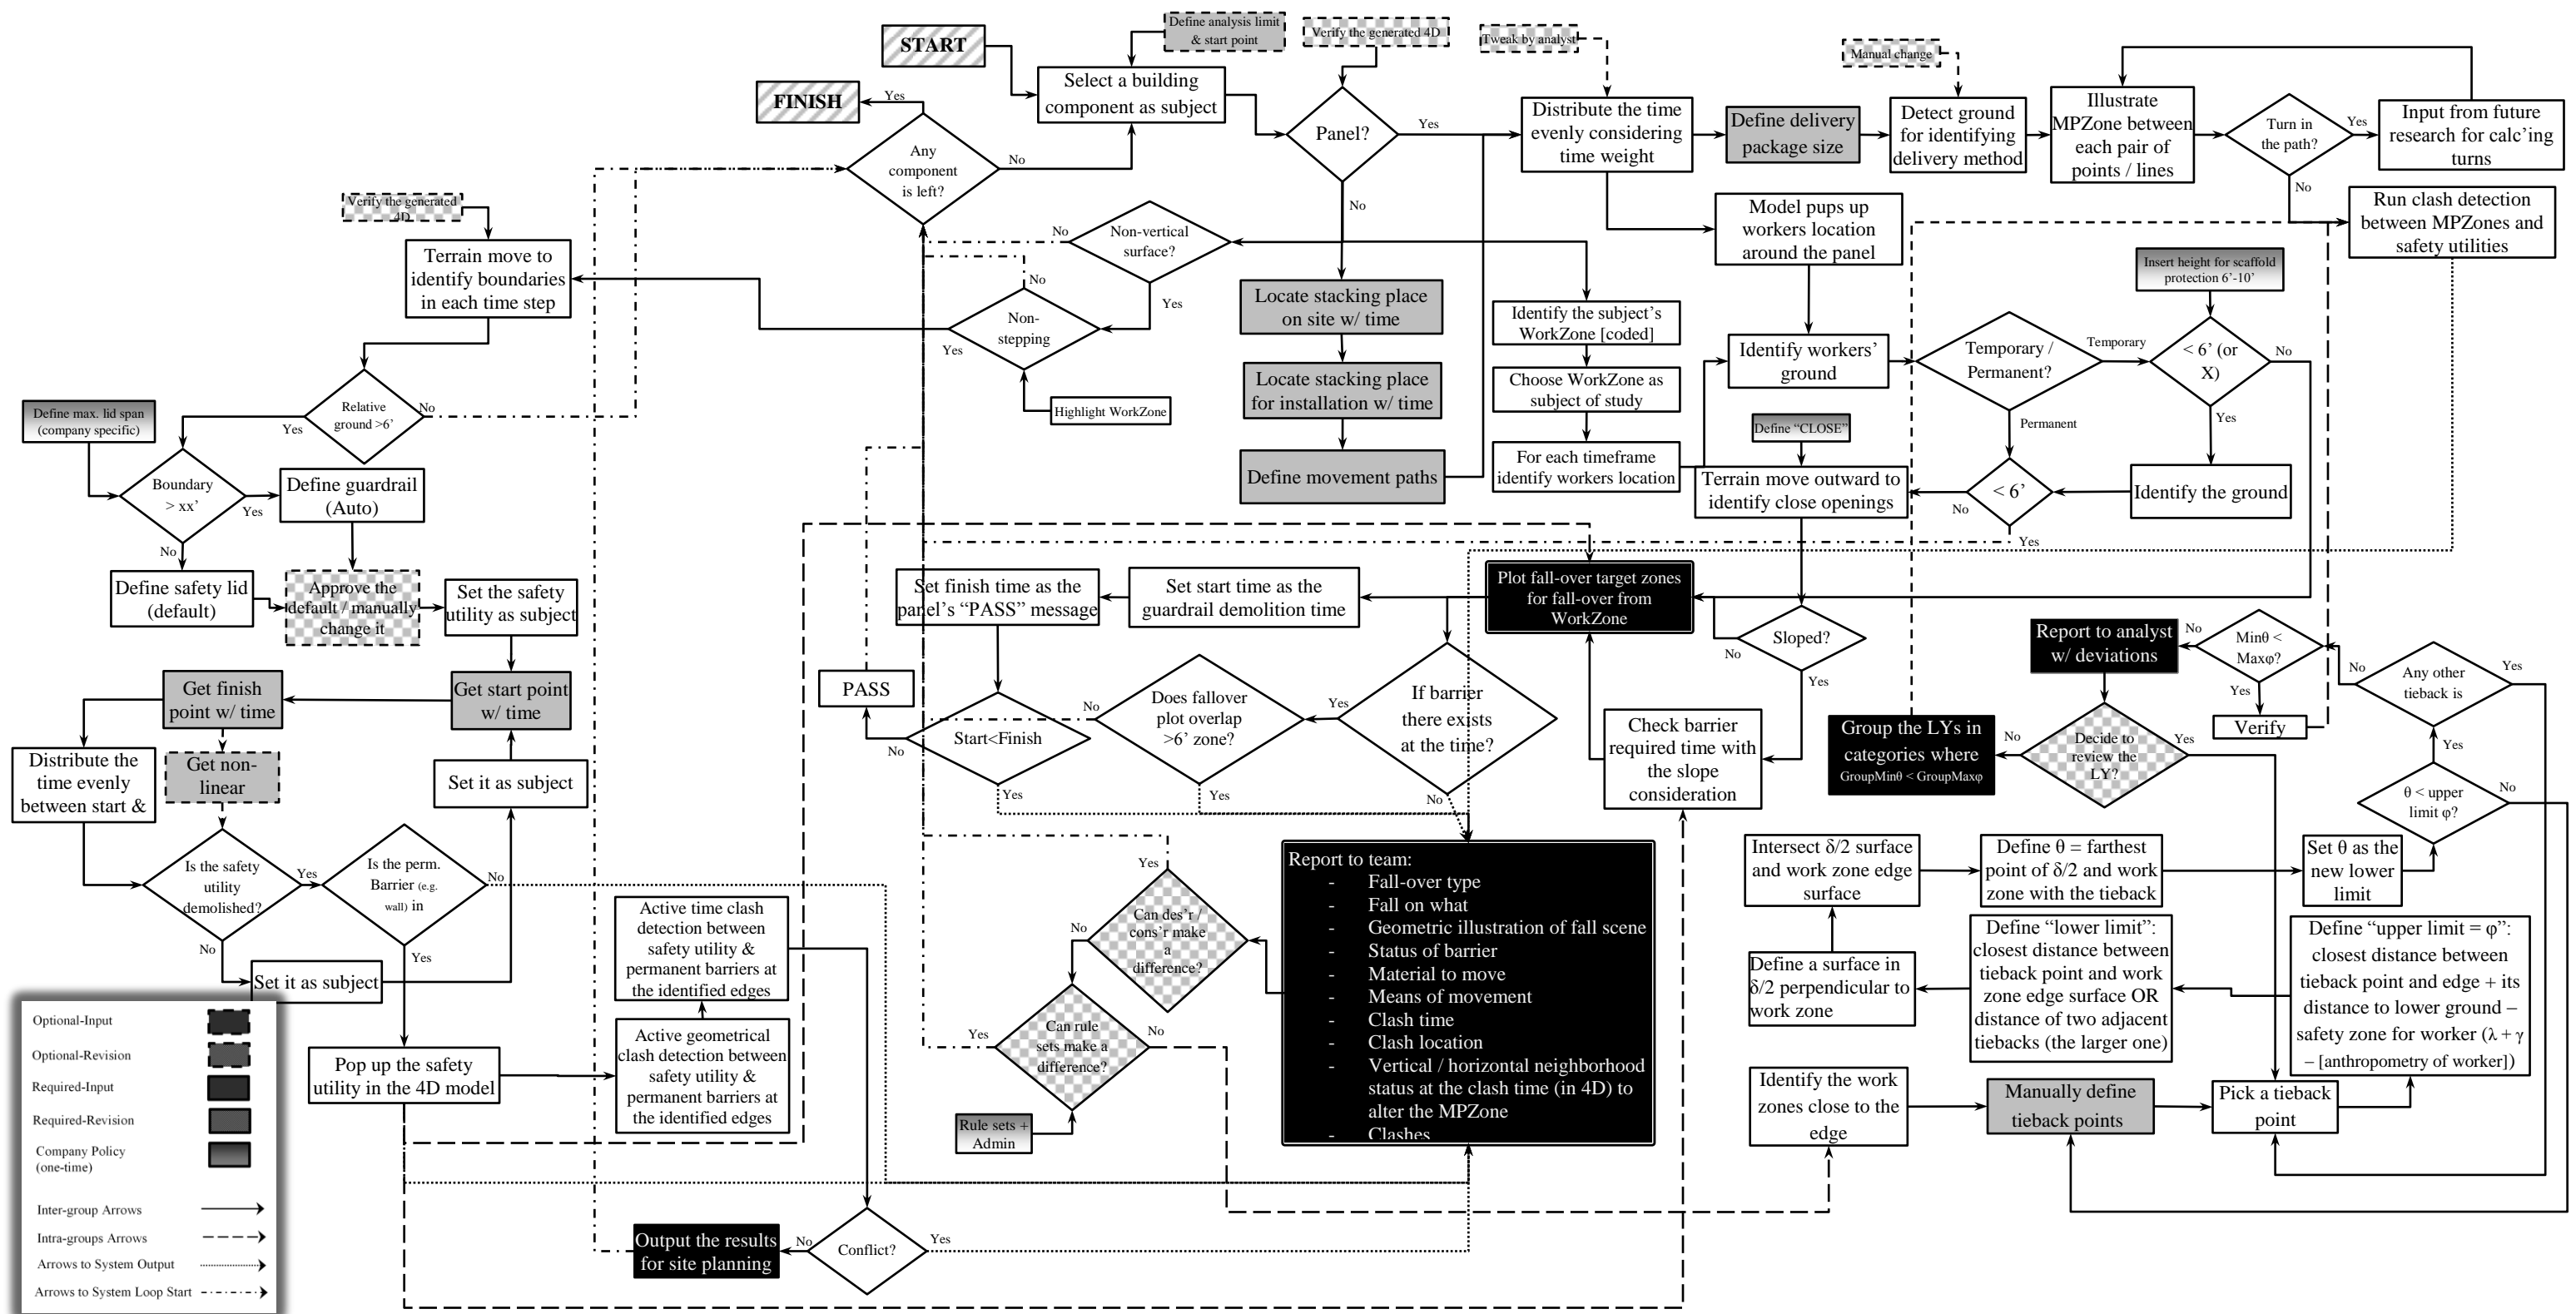 START
Define analysis limit
& start point
Verify the generated 4D
Tweak by analyst
Manual change
FINISH
Yes
Select a building
component as subject
Panel?
Yes
No
Distribute the time
evenly considering
time weight
Define delivery
package size
Detect ground
for identifying
delivery method
Illustrate
MPZone between
each pair of
points / lines
Turn in
the path?
Yes
No
Input from future
research for calc'ing
turns
Any
component
is left?
No
Verify the generated
4D
Terrain move to
identify boundaries
in each time step
Non-vertical
surface?
No
Yes
Non-
stepping
No
Yes
Highlight WorkZone
Locate stacking place
on site w/ time
Locate stacking place
for installation w/ time
Define movement paths
Identify the subject's
WorkZone [coded]
Choose WorkZone as
subject of study
For each timeframe
identify workers location
Model pups up
workers location
around the panel
Identify workers'
ground
Define “CLOSE”
Terrain move outward to
identify close openings
Temporary /
Permanent?
Temporary
Permanent
Insert height for scaffold
protection 6'-10'
< 6' (or
X)
No
Yes
Identify the ground
< 6'
No
Yes
Run clash detection
between MPZones and
safety utilities
Define max. lid span
(company specific)
Relative
ground >6'
No
Yes
Boundary
> xx'
Yes
No
Define guardrail
(Auto)
Define safety lid
(default)
Approve the
default / manually
change it
Set the safety
utility as subject
Get start point
w/ time
Get finish
point w/ time
Get non-
linear
Distribute the
time evenly
between start &
Set it as subject
Is the safety
utility
demolished?
Yes
No
Is the perm.
Barrier (e.g.
wall) in
No
Yes
Set it as subject
Pop up the safety
utility in the 4D model
Active time clash
detection between
safety utility &
permanent barriers at
the identified edges
Active geometrical
clash detection between
safety utility &
permanent barriers at
the identified edges
Conflict?
No
Yes
Output the results
for site planning
Set finish time as the
panel's “PASS” message
Set start time as the
guardrail demolition time
Plot fall-over target zones
for fall-over from
WorkZone
Sloped?
No
Yes
PASS
Start<Finish
No
Yes
Does fallover
plot overlap
>6' zone?
No
Yes
If barrier
there exists
at the time?
Yes
No
Check barrier
required time with
the slope
consideration
Report to team:
- Fall-over type
- Fall on what
- Geometric illustration of fall scene
- Status of barrier
- Material to move
- Means of movement
- Clash time
- Clash location
- Vertical / horizontal neighborhood
status at the clash time (in 4D) to
alter the MPZone
- Clashes
Can des'r /
cons'r make
a
difference?
Yes
No
Can rule
sets make a
difference?
Yes
No
Rule sets +
Admin
Report to analyst
w/ deviations
Minθ <
Maxφ?
No
Yes
Verify
Any other
tieback is
No
Yes
Group the LYs in
categories where
GroupMinθ < GroupMaxφ
Decide to
review the
LY?
No
Yes
θ < upper
limit φ?
Yes
No
Intersect δ/2 surface
and work zone edge
surface
Define θ = farthest
point of δ/2 and work
zone with the tieback
Set θ as the
new lower
limit
Define a surface in
δ/2 perpendicular to
work zone
Define “lower limit”:
closest distance between
tieback point and work
zone edge surface OR
distance of two adjacent
tiebacks (the larger one)
Define “upper limit = φ”:
closest distance between
tieback point and edge + its
distance to lower ground –
safety zone for worker (λ + γ
– [anthropometry of worker])
Identify the work
zones close to the
edge
Manually define
tieback points
Pick a tieback
point
Optional-Input
Optional-Revision
Required-Input
Required-Revision
Company Policy
(one-time)
Inter-group Arrows
Intra-groups Arrows
Arrows to System Output
Arrows to System Loop Start